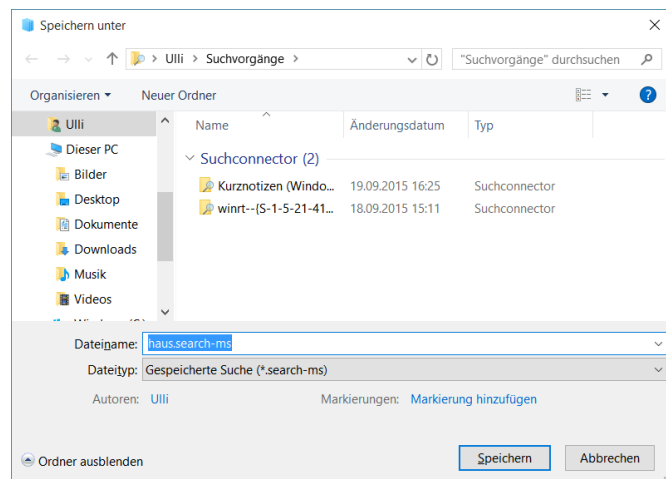 Speichern unter
Ulli > Suchvorgänge >
"Suchvorgänge" durchsuchen
Organisieren
Neuer Ordner
Ulli
Dieser PC
Bilder
Desktop
Dokumente
Downloads
Musik
Videos
Name
Änderungsdatum
Typ
Suchconnector (2)
Kurznotizen (Windo... 19.09.2015 16:25 Suchconnector
winrt--{S-1-5-21-41... 18.09.2015 15:11 Suchconnector
Dateiname: haus.search-ms
Dateityp: Gespeicherte Suche (*.search-ms)
Autoren: Ulli
Markierungen: Markierung hinzufügen
Ordner ausblenden
Speichern
Abbrechen